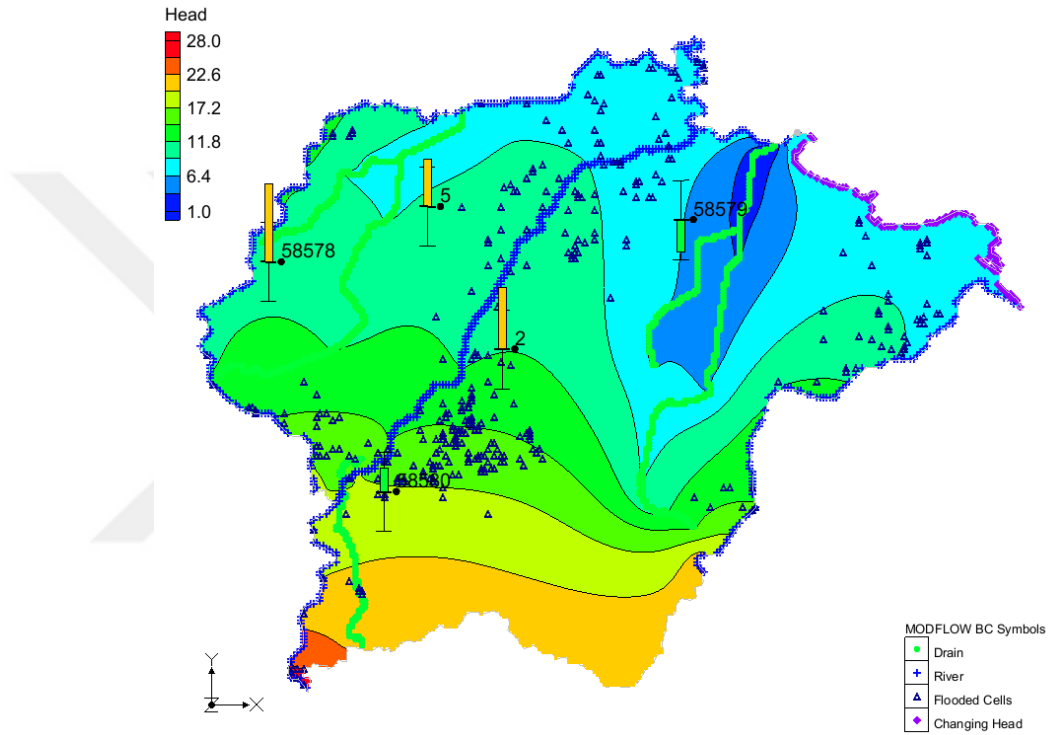 Head
28.0
22.6
17.2
11.8
6.4
1.0
5
58579
58578
2
58580
Y
Z X
MODFLOW BC Symbols
Drain
River
Flooded Cells
Changing Head